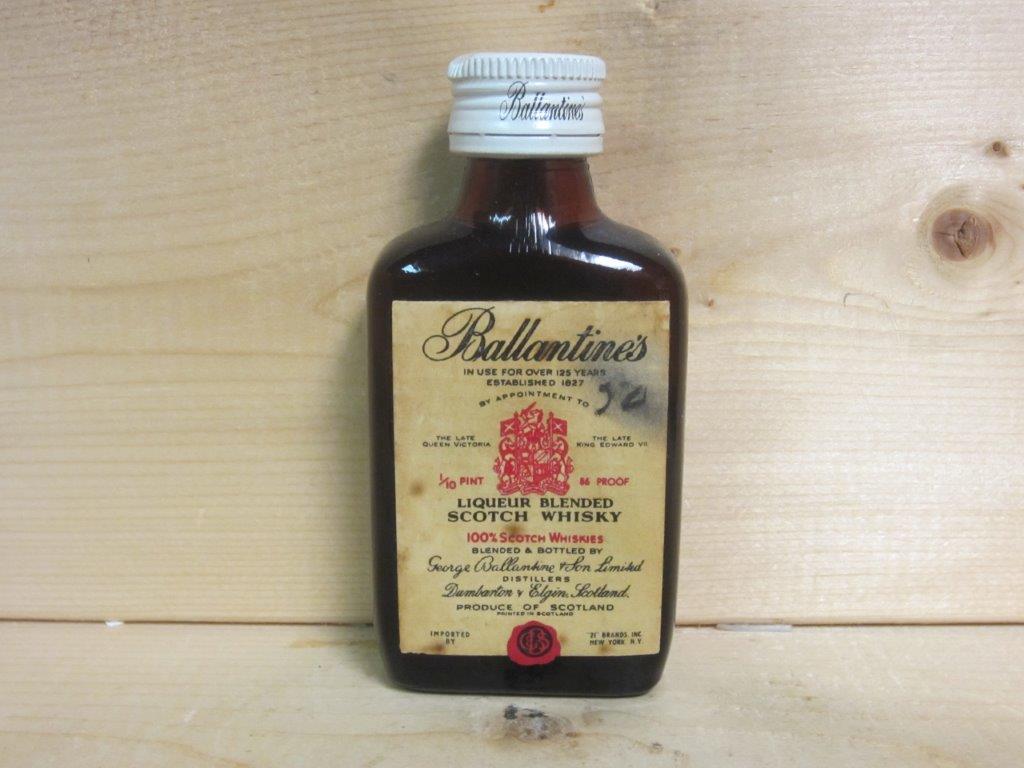 Ballantine's
Ballantine's
IN USE FOR OVER 125 YEARS
ESTABLISHED 1827
BY APPOINTMENT TO
THE LATE
QUEEN VICTORIA
THE LATE
KING EDWARD VII
1/10 PINT
86 PROOF
LIQUEUR BLENDED
SCOTCH WHISKY
100% SCOTCH WHISKIES
BLENDED & BOTTLED BY
George Ballantine & Son Limited
DISTILLERS
Dumbarton & Elgin, Scotland.
PRODUCE OF SCOTLAND
PRINTED IN SCOTLAND
IMPORTED
BY
"21" BRANDS, INC.
NEW YORK, N.Y.